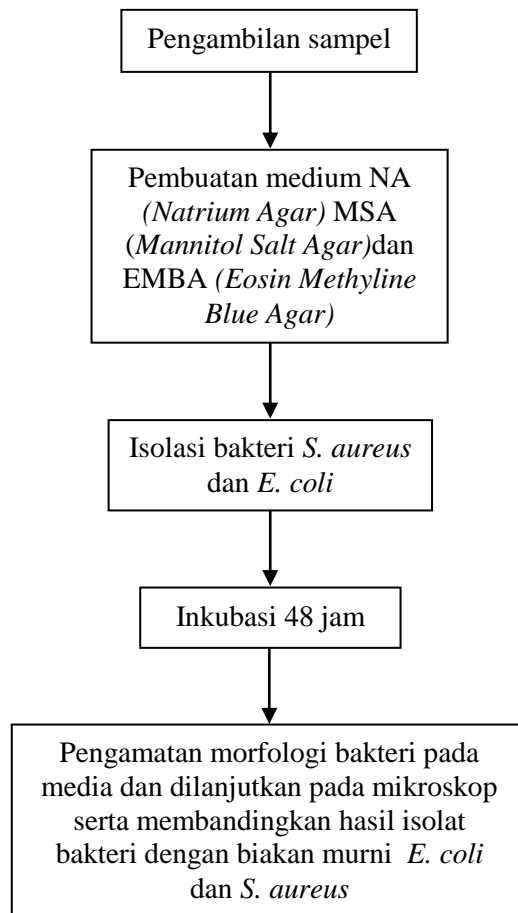 Pengambilan sampel
Pembuatan medium NA
(Natrium Agar) MSA
(Mannitol Salt Agar)dan
EMBA (Eosin Methyline
Blue Agar)
Isolasi bakteri S. aureus
dan E. coli
Inkubasi 48 jam
Pengamatan morfologi bakteri pada
media dan dilanjutkan pada mikroskop
serta membandingkan hasil isolat
bakteri dengan biakan murni E. coli
dan S. aureus